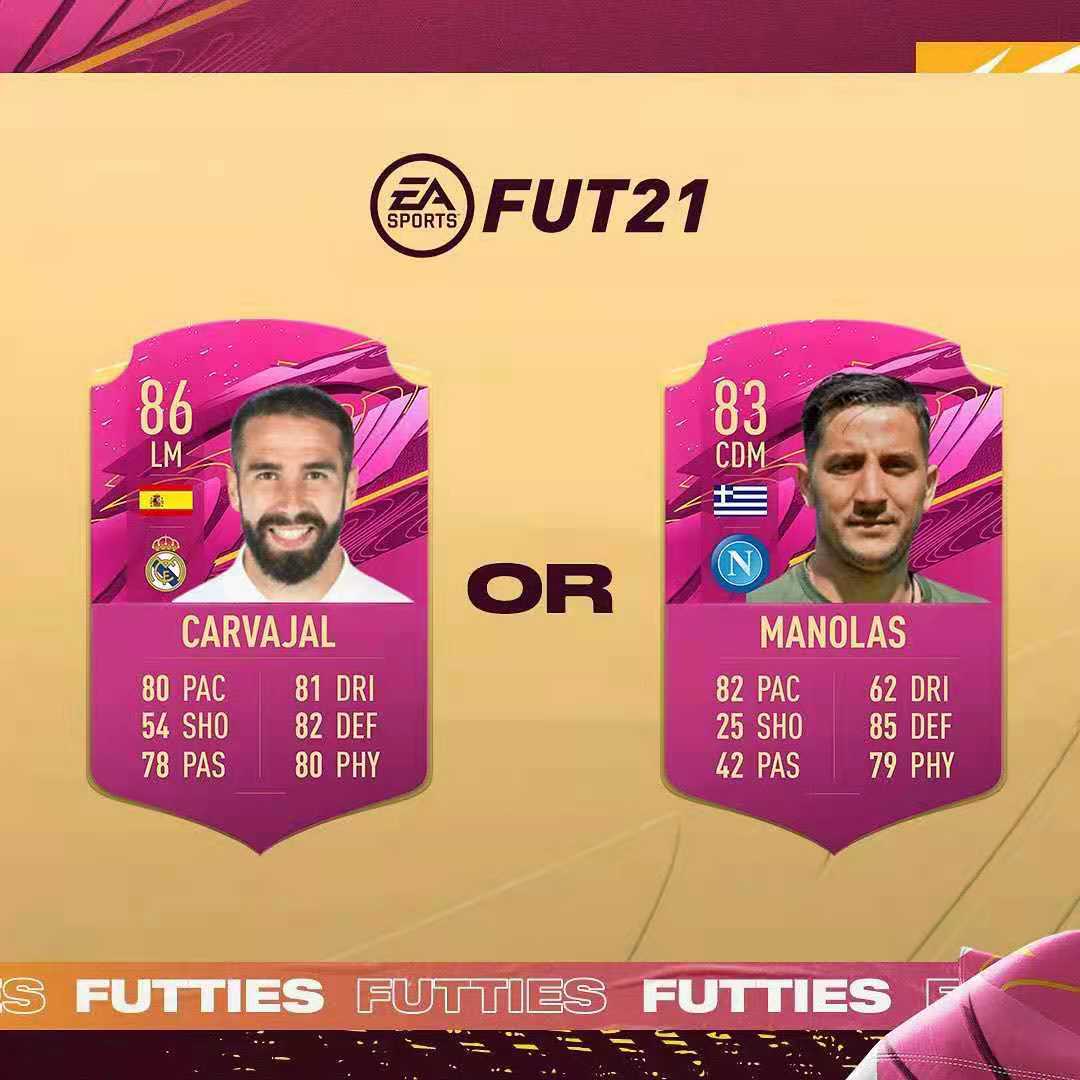 EA
SPORTS
FUT21
86
LM
CARVAJAL
80 PAC
81 DRI
54 SHO
82 DEF
78 PAS
80 PHY
OR
83
CDM
N
MANOLAS
82 PAC
62 DRI
25 SHO
85 DEF
42 PAS
79 PHY
ES FUTTIES FUTTIES FUTTIES F